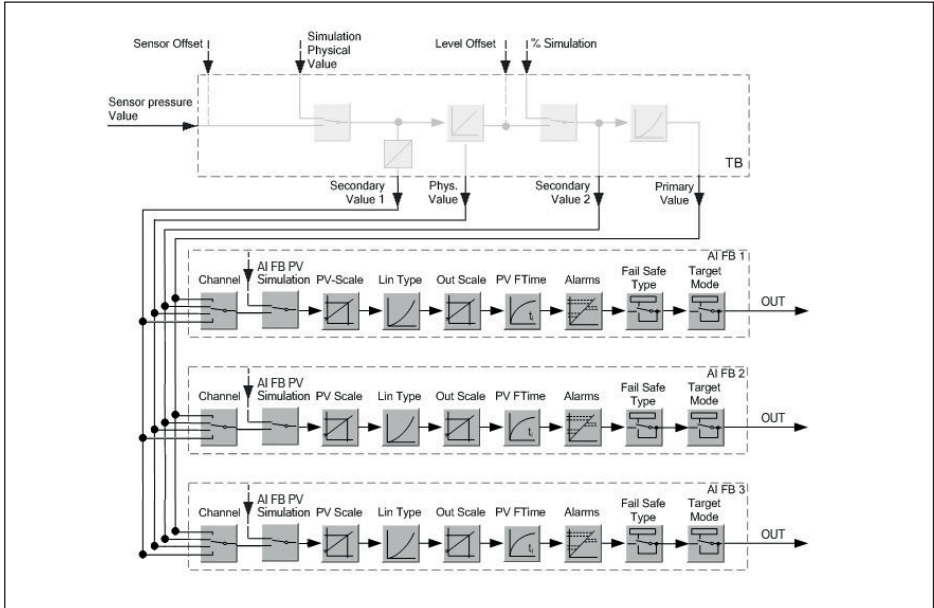 Sensor Offset
Simulation
Physical
Value
Level Offset
% Simulation
Sensor pressure
Value
TB
Secondary
Value 1
Phys.
Value
Secondary
Value 2
Primary
Value
AI FB 1
AI FB PV
Simulation
Channel
PV-Scale
Lin Type
Out Scale
PV FTime
Alarms
Fail Safe
Type
Target
Mode
OUT
ti
AI FB 2
AI FB PV
Simulation
Channel
PV Scale
Lin Type
Out Scale
PV FTime
Alarms
Fail Safe
Type
Target
Mode
OUT
ti
AI FB 3
AI FB PV
Simulation
Channel
PV Scale
Lin Type
Out Scale
PV FTime
Alarms
Fail Safe
Type
Target
Mode
OUT
ti